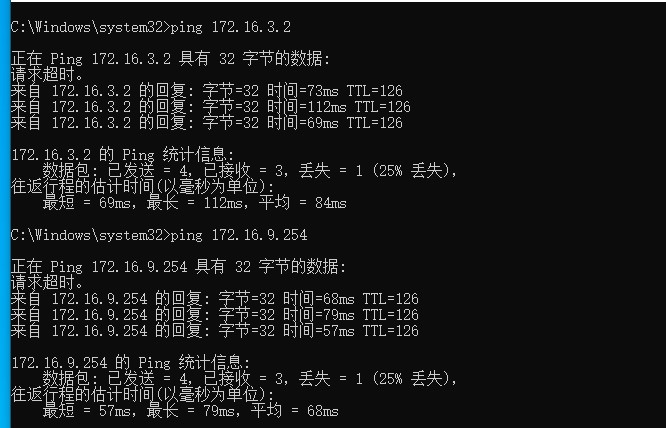 C:\Windows\system32>ping 172.16.3.2
正在 Ping 172.16.3.2 具有 32 字节的数据:
请求超时。
来自 172.16.3.2 的回复: 字节=32 时间=73ms TTL=126
来自 172.16.3.2 的回复: 字节=32 时间=112ms TTL=126
来自 172.16.3.2 的回复: 字节=32 时间=69ms TTL=126
172.16.3.2 的 Ping 统计信息:
数据包: 已发送 = 4，已接收 = 3，丢失 = 1 (25% 丢失)，
往返行程的估计时间(以毫秒为单位):
最短 = 69ms，最长 = 112ms，平均 = 84ms
C:\Windows\system32>ping 172.16.9.254
正在 Ping 172.16.9.254 具有 32 字节的数据:
请求超时。
来自 172.16.9.254 的回复: 字节=32 时间=68ms TTL=126
来自 172.16.9.254 的回复: 字节=32 时间=79ms TTL=126
来自 172.16.9.254 的回复: 字节=32 时间=57ms TTL=126
172.16.9.254 的 Ping 统计信息:
数据包: 已发送 = 4，已接收 = 3，丢失 = 1 (25% 丢失)，
往返行程的估计时间(以毫秒为单位):
最短 = 57ms，最长 = 79ms，平均 = 68ms